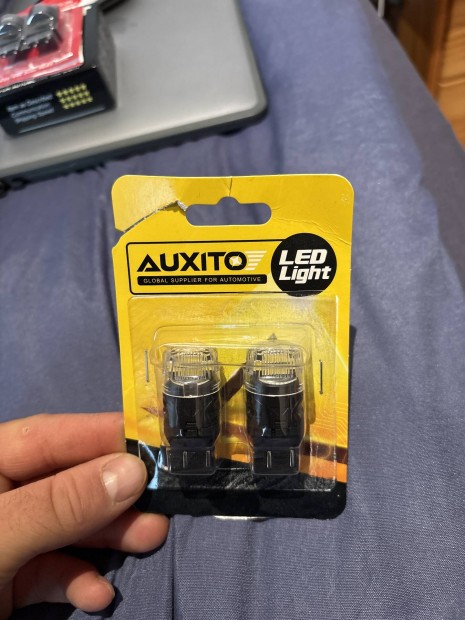 AUXITO
GLOBAL SUPPLIER FOR AUTOMOTIVE
LED
Light